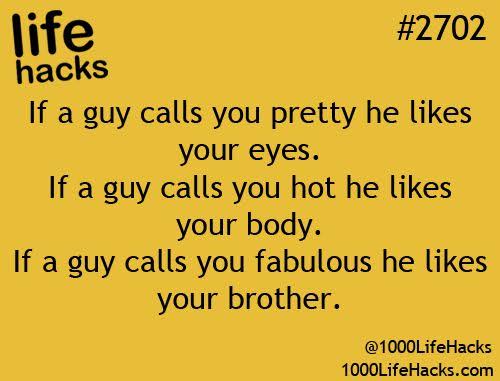 life #2702
hacks
If a guy calls you pretty he likes
your eyes.
If a guy calls you hot he likes
your body.
If a guy calls you fabulous he likes
your brother.
@1000LifeHacks
1000LifeHacks.com